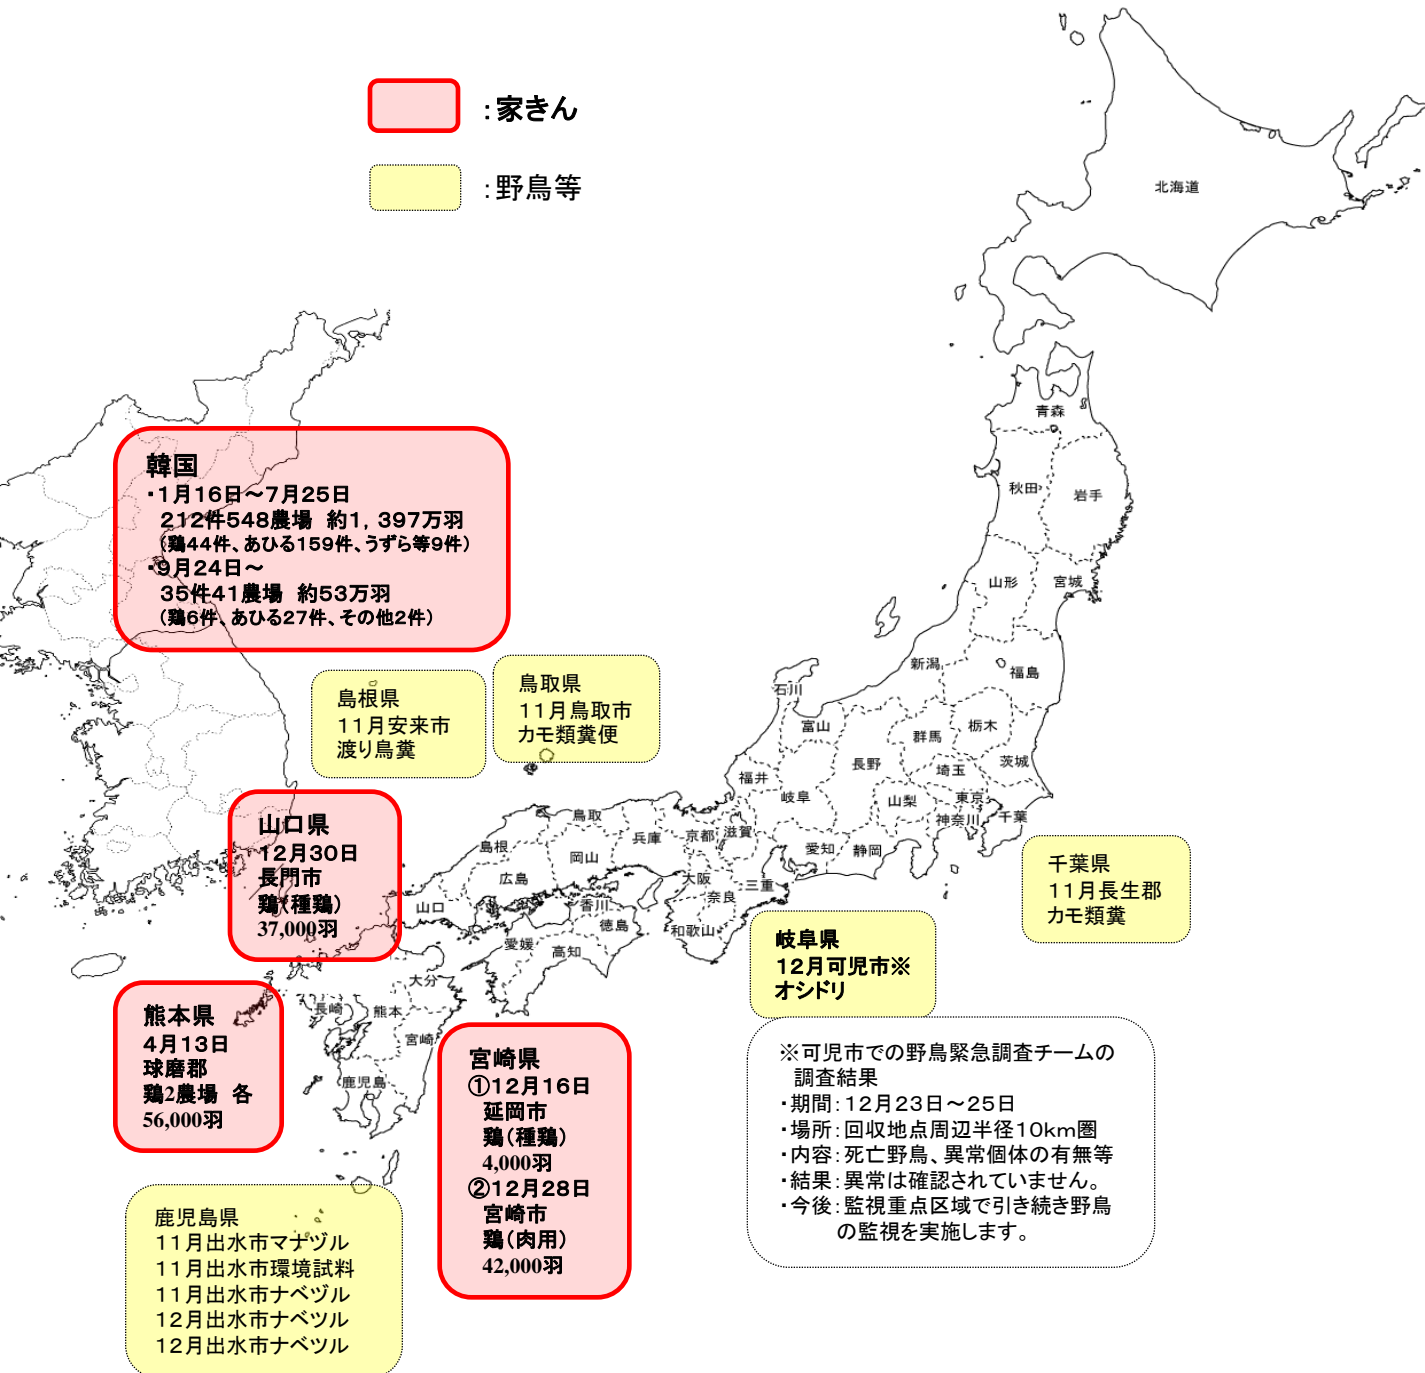 ：家きん
：野鳥等
北海道
青森
秋田
岩手
山形
宮城
新潟
福島
石川
富山
群馬
栃木
茨城
長野
埼玉
福井
岐阜
山梨
東京
神奈川
千葉
愛知
静岡
鳥取
兵庫
京都
滋賀
島根
岡山
広島
大阪
三重
奈良
山口
香川
徳島
和歌山
愛媛
高知
大分
長崎
熊本
宮崎
鹿児島
韓国
・1月16日～7月25日
212件548農場　約1，397万羽
（鶏44件、あひる159件、うずら等9件）
・9月24日～
35件41農場　約53万羽
（鶏6件、あひる27件、その他2件）
島根県
11月安来市
渡り鳥糞
鳥取県
11月鳥取市
カモ類糞便
山口県
12月30日
長門市
鶏（種鶏）
37,000羽
千葉県
11月長生郡
カモ類糞
岐阜県
12月可児市※
オシドリ
熊本県
4月13日
球磨郡
鶏2農場　各
56,000羽
宮崎県
①12月16日
延岡市
鶏（種鶏）
4,000羽
②12月28日
宮崎市
鶏（肉用）
42,000羽
※可児市での野鳥緊急調査チームの
調査結果
・期間：12月23日～25日
・場所：回収地点周辺半径10km圏
・内容：死亡野鳥、異常個体の有無等
・結果：異常は確認されていません。
・今後：監視重点区域で引き続き野鳥
の監視を実施します。
鹿児島県
11月出水市マナヅル
11月出水市環境試料
11月出水市ナベヅル
12月出水市ナベツル
12月出水市ナベツル